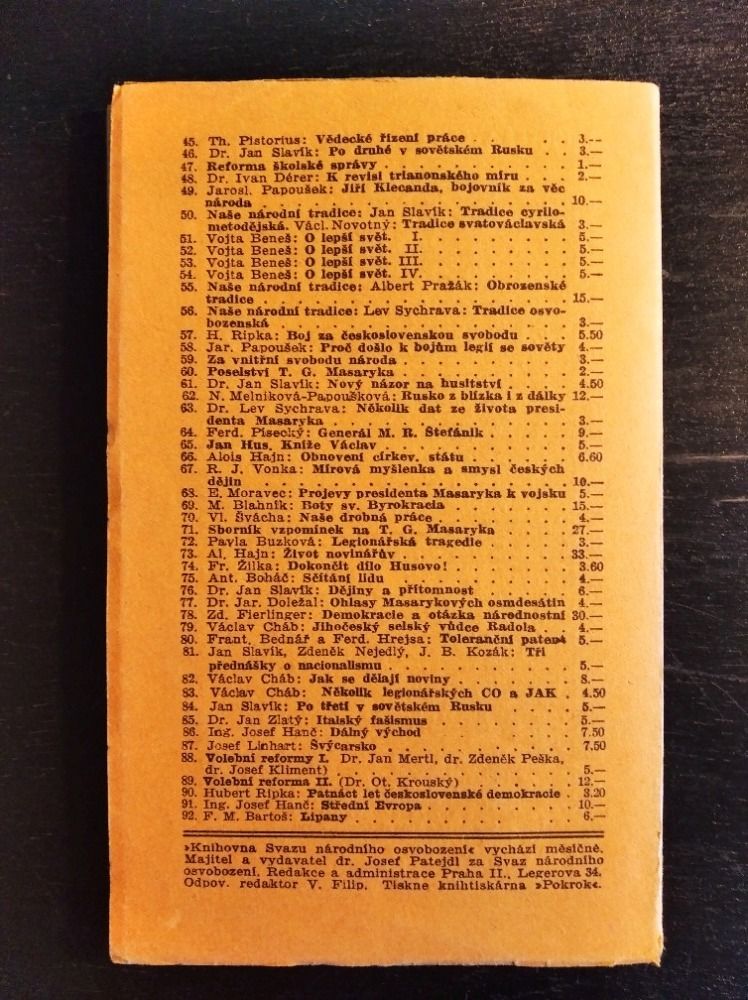 45. Th. Pistorius: Vědecké řízení práce . . . . . 3.--
46. Dr. Jan Slavík: Po druhé v sovětském Rusku . . 3.—
47. Reforma školské správy . . . . . . . . . . 1.—
48. Dr. Ivan Dérer: K revisi trianonského míru . . . 2.—
49. Jarosl. Papoušek: Jiří Klecanda, bojovník za věc
národa . . . . . . . . . . . . . . . . 10.—
50. Naše národní tradice: Jan Slavík: Tradice cyrilo-
metodějská. Václ. Novotný: Tradice svatováclavská 3.—
51. Vojta Beneš: O lepší svět. I. . . . . . . . . 5.—
52. Vojta Beneš: O lepší svět. II. . . . . . . . . 5.—
53. Vojta Beneš: O lepší svět. III. . . . . . . . . 5.—
54. Vojta Beneš: O lepší svět. IV. . . . . . . . . 5.—
55. Naše národní tradice: Albert Pražák: Obrozenské
tradice . . . . . . . . . . . . . . . . 15.—
56. Naše národní tradice: Lev Sychrava: Tradice osvo-
bozenská . . . . . . . . . . . . . . . 3.—
57. H. Ripka: Boj za československou svobodu . . . 5.50
58. Jar. Papoušek: Proč došlo k bojům legií se sověty 4.—
59. Za vnitřní svobodu národa . . . . . . . . . 3.—
60. Poselství T. G. Masaryka . . . . . . . . . 2.—
61. Dr. Jan Slavík: Nový názor na husitství . . . . 4.50
62. N. Melniková-Papoušková: Rusko z blízka i z dálky 12.—
63. Dr. Lev Sychrava: Několik dat ze života presi-
denta Masaryka . . . . . . . . . . . . . 3.—
64. Ferd. Písecký: Generál M. R. Štefánik . . . . . 9.—
65. Jan Hus. Kníže Václav . . . . . . . . . . 5.—
66. Alois Hajn: Obnovení církev. státu . . . . . . 6.60
67. R. J. Vonka: Mírová myšlenka a smysl českých
dějin . . . . . . . . . . . . . . . . . 10.—
68. E. Moravec: Projevy presidenta Masaryka k vojsku 5.—
69. M. Blahník: Boty sv. Byrokracia . . . . . . . 15.—
70. Vl. Švácha: Naše drobná práce . . . . . . . . 4.—
71. Sborník vzpomínek na T. G. Masaryka . . . . . 27.—
72. Pavla Buzková: Legionářská tragedie . . . . . 3.—
73. Al. Hajn: Život novinářův . . . . . . . . . 33.—
74. Fr. Žilka: Dokončit dílo Husovo! . . . . . . . 3.60
75. Ant. Boháč: Sčítání lidu . . . . . . . . . . 4.—
76. Dr. Jan Slavík: Dějiny a přítomnost . . . . . . 6.—
77. Dr. Jar. Doležal: Ohlasy Masarykových osmdesátin 4.—
78. Zd. Fierlinger: Demokracie a otázka národnostní 30.—
79. Václav Cháb: Jihočeský selský vůdce Radola . . 4.—
80. Frant. Bednář a Ferd. Hrejsa: Toleranční patent 5.—
81. Jan Slavík, Zdeněk Nejedlý, J. B. Kozák: Tři
přednášky o nacionalismu . . . . . . . . . 5.—
82. Václav Cháb: Jak se dělají noviny . . . . . . 8.—
83. Václav Cháb: Několik legionářských CO a JAK . 4.50
84. Jan Slavík: Po třetí v sovětském Rusku . . . . 5.—
85. Dr. Jan Zlatý: Italský fašismus . . . . . . . 5.—
86. Ing. Josef Hanč: Dálný východ . . . . . . . 7.50
87. Josef Linhart: Švýcarsko . . . . . . . . . . 7.50
88. Volební reformy I. Dr. Jan Mertl, dr. Zdeněk Peška,
dr. Josef Kliment) . . . . . . . . . . . . 5.—
89. Volební reforma II. (Dr. Ot. Krouský) . . . . . 12.—
90. Hubert Ripka: Patnáct let československé demokracie . 3.20
91. Ing. Josef Hanč: Střední Evropa . . . . . . . 10.—
92. F. M. Bartoš: Lipany . . . . . . . . . . . 6.—
»Knihovna Svazu národního osvobození« vychází měsíčně.
Majitel a vydavatel dr. Josef Patejdl za Svaz národního
osvobození. Redakce a administrace Praha II., Legerova 34.
Odpov. redaktor V. Filip. Tiskne knihtiskárna »Pokrok«.